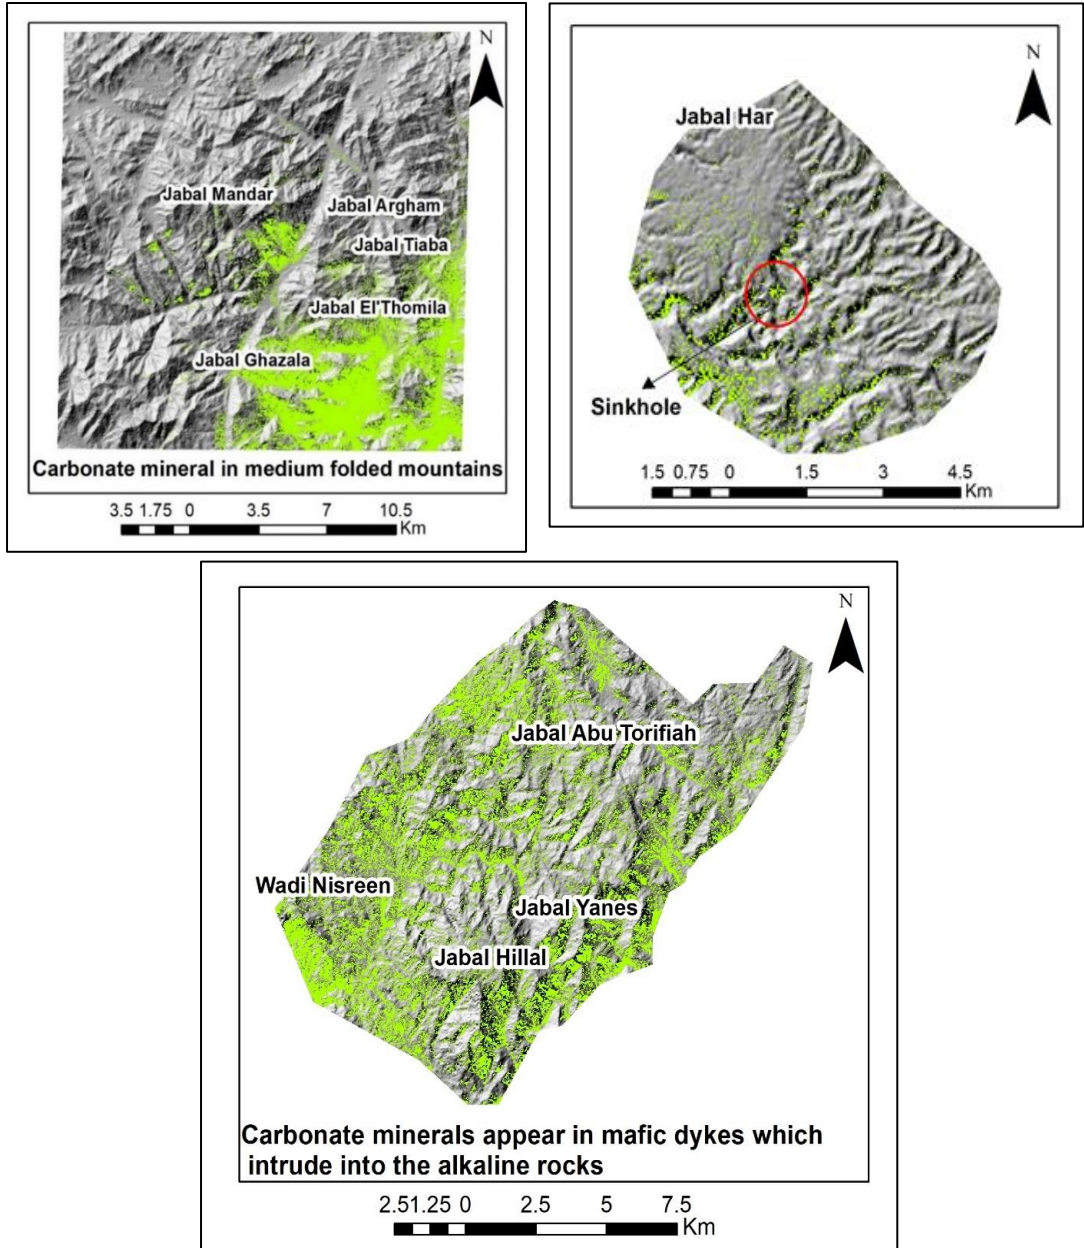 N
Jabal Mandar
Jabal Argham
Jabal Tiaba
Jabal El'Thomila
Jabal Ghazala
Carbonate mineral in medium folded mountains
3.5 1.75 0 3.5 7 10.5
Km
N
Jabal Har
Sinkhole
1.5 0.75 0 1.5 3 4.5
Km
N
Jabal Abu Torifiah
Wadi Nisreen
Jabal Yanes
Jabal Hillal
Carbonate minerals appear in mafic dykes which
intrude into the alkaline rocks
2.51.25 0 2.5 5 7.5
Km